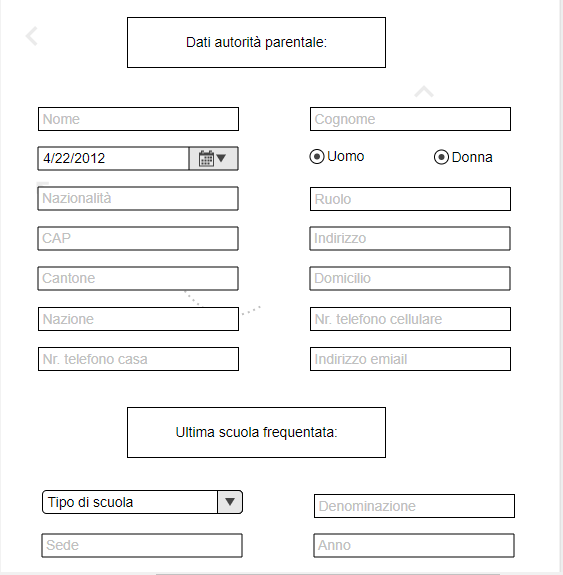 Dati autorità parentale:
Nome
Cognome
4/22/2012
Uomo
Donna
Nazionalità
Ruolo
CAP
Indirizzo
Cantone
Domicilio
Nazione
Nr. telefono cellulare
Nr. telefono casa
Indirizzo emiail
Ultima scuola frequentata:
Tipo di scuola
Denominazione
Sede
Anno